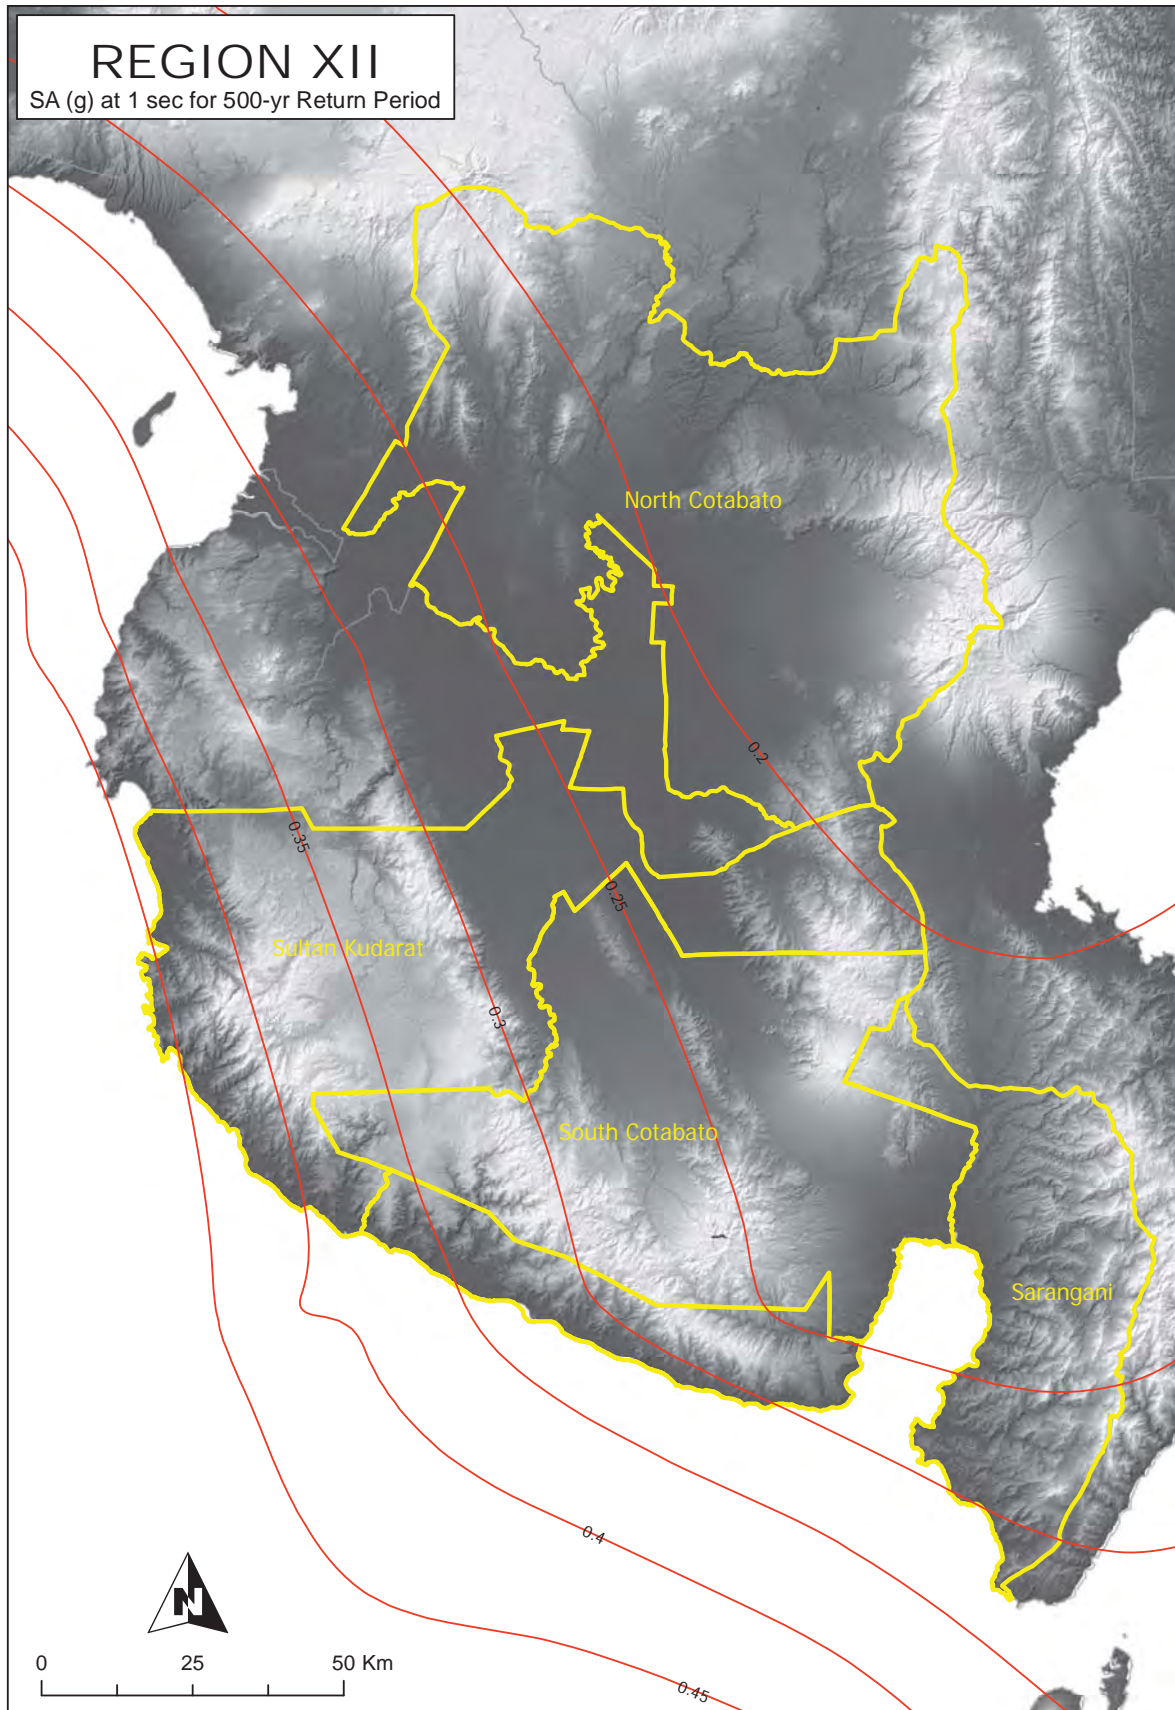 REGION XII
SA (g) at 1 sec for 500-yr Return Period
North Cotabato
0.2
0.35
0.25
Sultan Kudarat
0.3
South Cotabato
Sarangani
0.4
N
0 25 50 Km
0.45